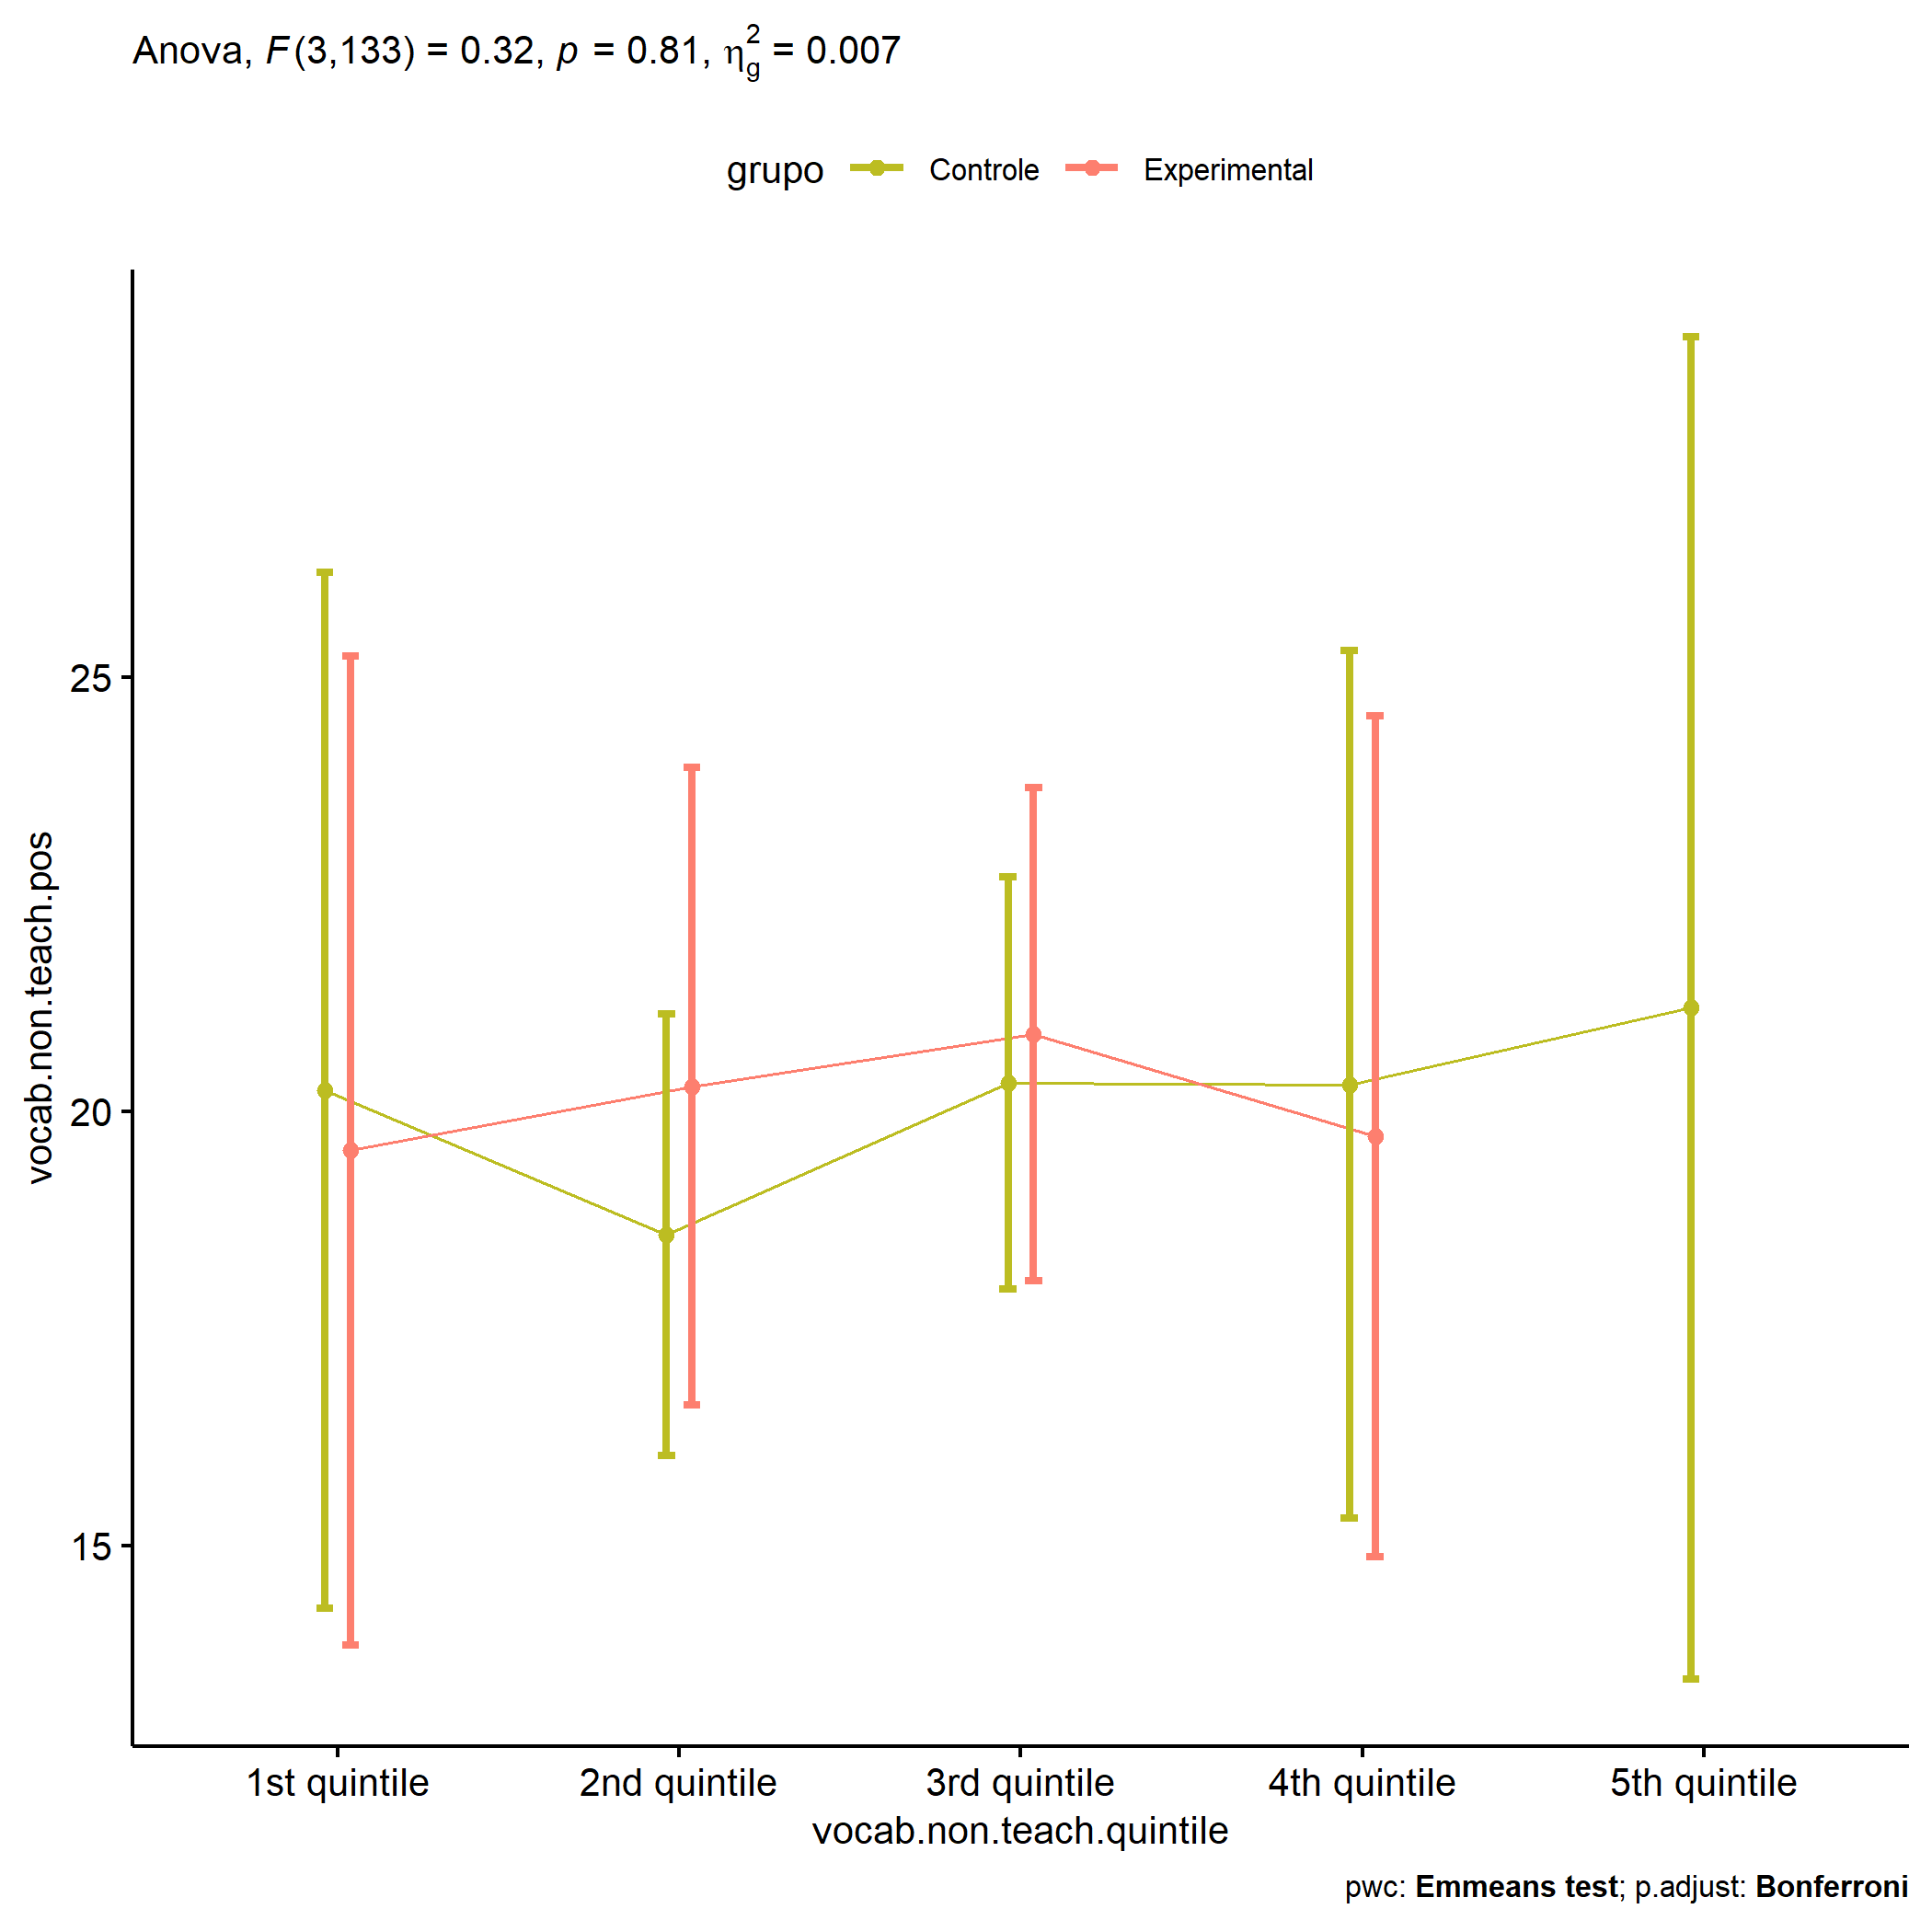 Anova, F(3,133) = 0.32, p = 0.81, η²g = 0.007
grupo Controle Experimental
25
20
15
vocab.non.teach.pos
1st quintile 2nd quintile 3rd quintile 4th quintile 5th quintile
vocab.non.teach.quintile
pwc: Emmeans test; p.adjust: Bonferroni